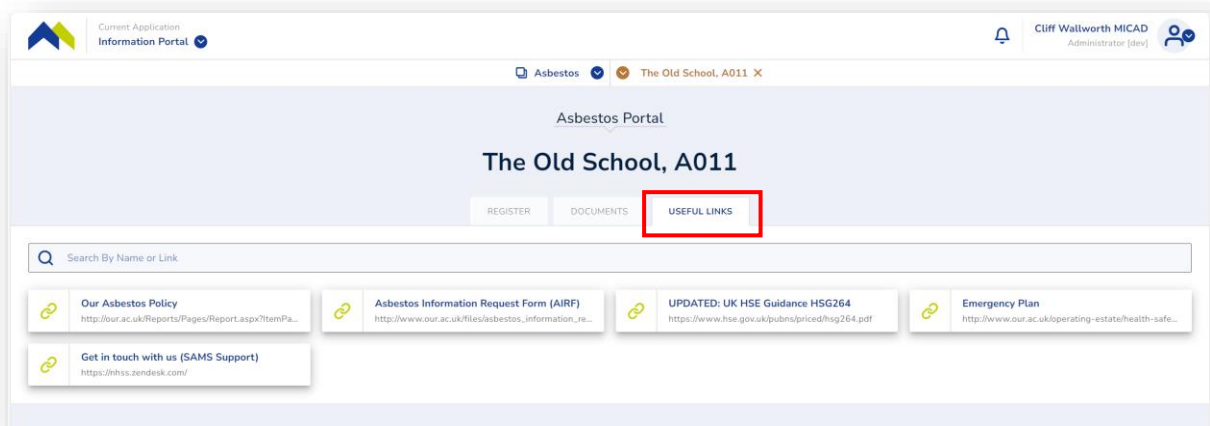 Current Application
Information Portal
Cliff Wallworth MICAD
Administrator [dev]
Asbestos
The Old School, A011
Asbestos Portal
The Old School, A011
REGISTER
DOCUMENTS
USEFUL LINKS
Search By Name or Link
Our Asbestos Policy
http://our.ac.uk/Reports/Pages/Report.aspx?ItemPa...
Asbestos Information Request Form (AIRF)
http://www.our.ac.uk/files/asbestos_information_re...
UPDATED: UK HSE Guidance HSG264
https://www.hse.gov.uk/pubns/priced/hsg264.pdf
Emergency Plan
http://www.our.ac.uk/operating-estate/health-safe...
Get in touch with us (SAMS Support)
https://nhss.zendesk.com/